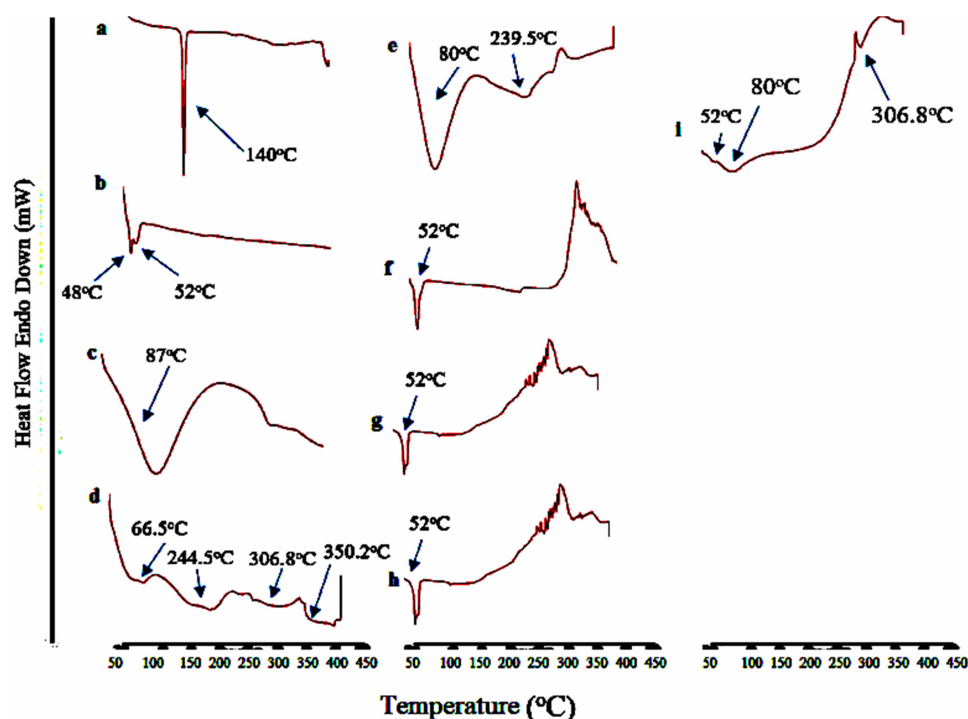 Heat Flow Endo Down (mW)
a
140°C
b
48°C
52°C
c
87°C
d
66.5°C
244.5°C
306.8°C
350.2°C
50 100 150 200 250 300 350 400 450
e
80°C
239.5°C
f
52°C
g
52°C
h
52°C
50 100 150 200 250 300 350 400 450
i
52°C
80°C
306.8°C
50 100 150 200 250 300 350 400 450
Temperature (°C)